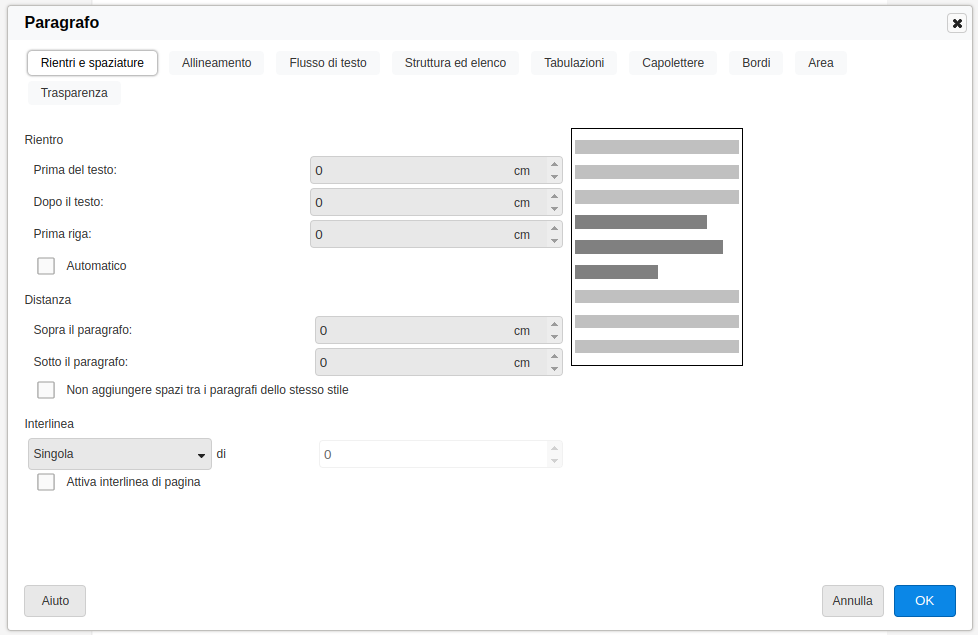 Paragrafo
Rientri e spaziature Allineamento Flusso di testo Struttura ed elenco Tabulazioni Capolettere Bordi Area
Trasparenza
Rientro
Prima del testo: 0 cm
Dopo il testo: 0 cm
Prima riga: 0 cm
Automatico
Distanza
Sopra il paragrafo: 0 cm
Sotto il paragrafo: 0 cm
Non aggiungere spazi tra i paragrafi dello stesso stile
Interlinea
Singola di 0
Attiva interlinea di pagina
Aiuto Annulla OK